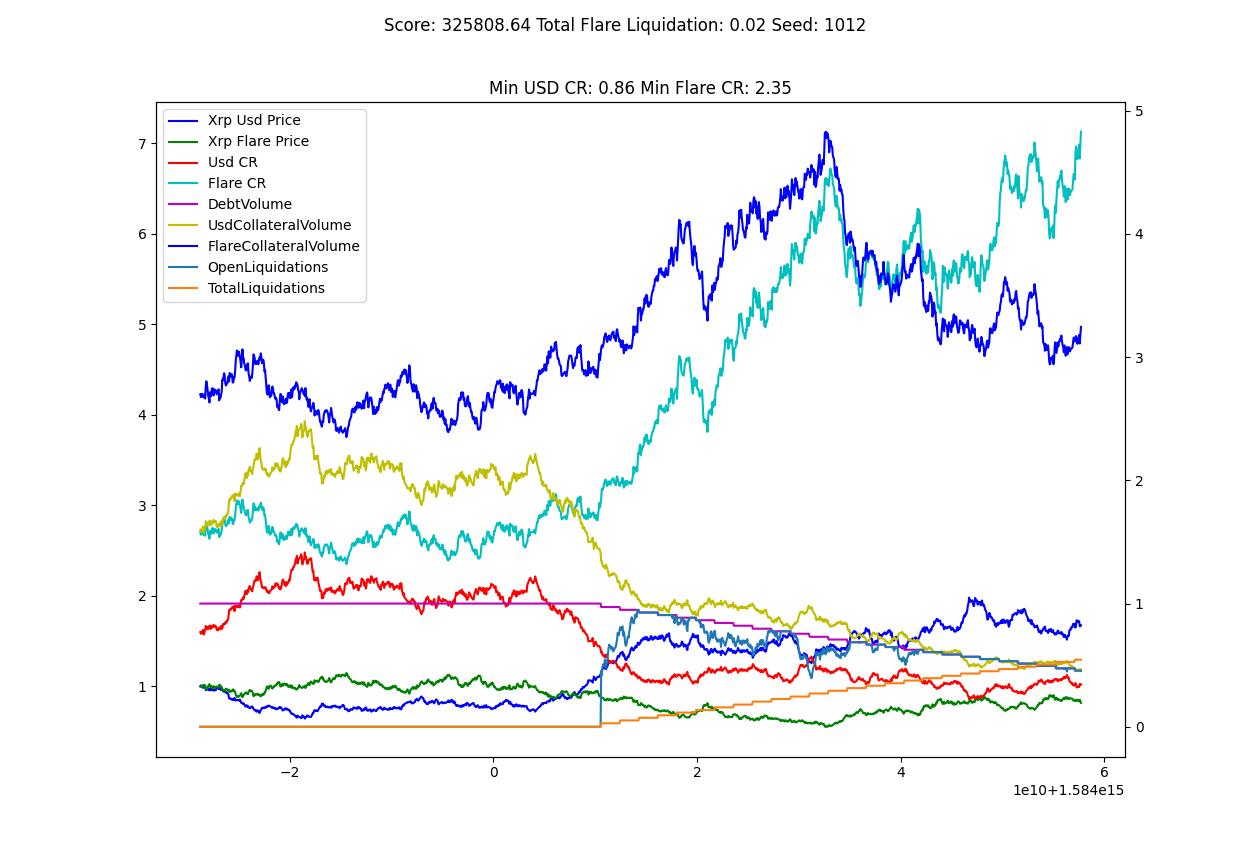 Score: 325808.64 Total Flare Liquidation: 0.02 Seed: 1012
Min USD CR: 0.86 Min Flare CR: 2.35
Xrp Usd Price
Xrp Flare Price
Usd CR
Flare CR
DebtVolume
UsdCollateralVolume
FlareCollateralVolume
OpenLiquidations
TotalLiquidations
7
6
5
4
3
2
1
5
4
3
2
1
0
−2
0
2
4
6
1e10+1.584e15